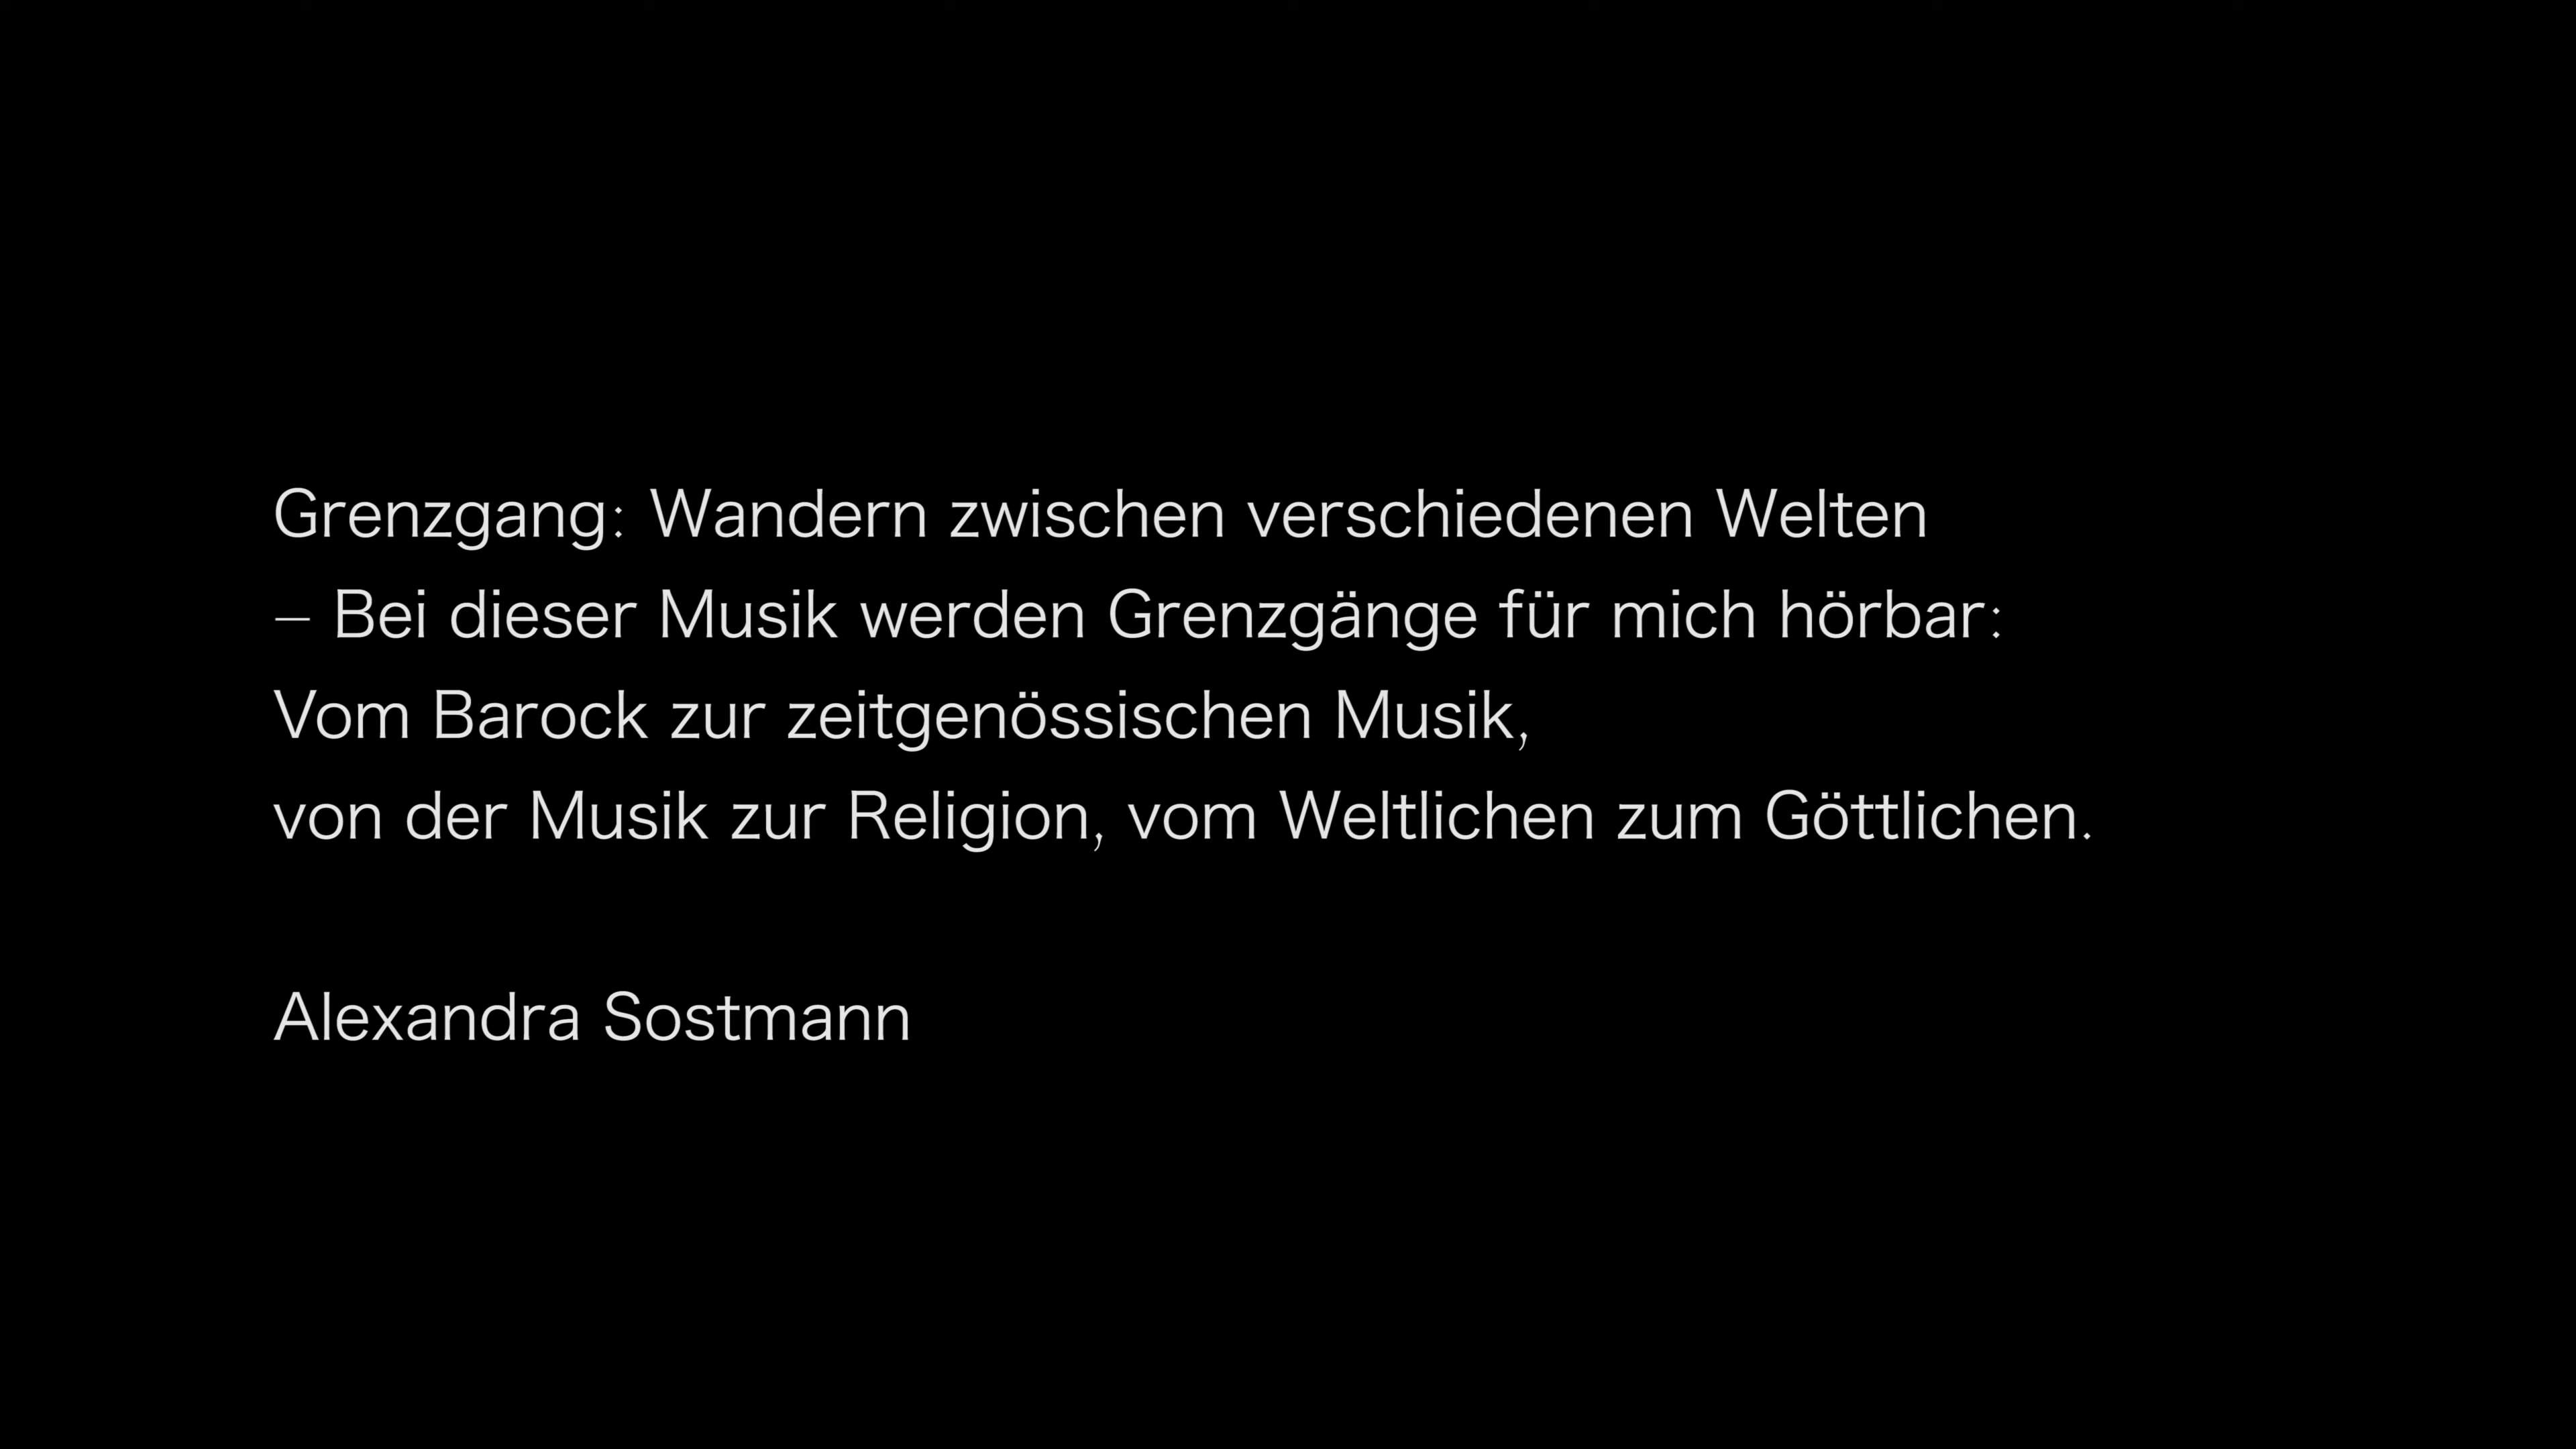 Grenzgang: Wandern zwischen verschiedenen Welten
– Bei dieser Musik werden Grenzgänge für mich hörbar:
Vom Barock zur zeitgenössischen Musik,
von der Musik zur Religion, vom Weltlichen zum Göttlichen.
Alexandra Sostmann